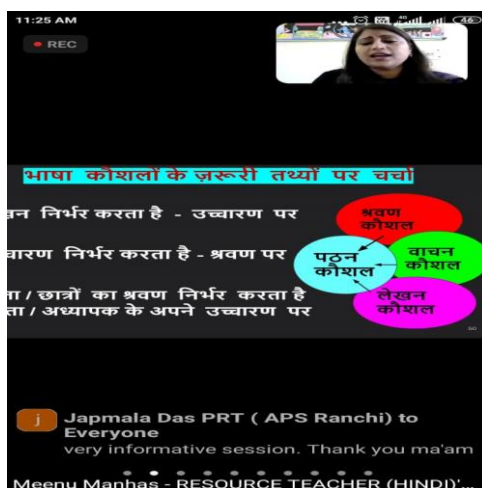 11:25 AM
46
REC
भाषा कौशलों के ज़रूरी तथ्यों पर चर्चा
निर्भर करता है - उच्चारण पर
निर्भर करता है - श्रवण पर
/ छात्रों का श्रवण निर्भर करता है
/ अध्यापक के अपने उच्चारण पर
श्रवण
कौशल
पठन
कौशल
वाचन
कौशल
लेखन
कौशल
j
Japmala Das PRT ( APS Ranchi) to
Everyone
very informative session. Thank you ma'am
Meenu Manhas - RESOURCE TEACHER (HINDI)'...